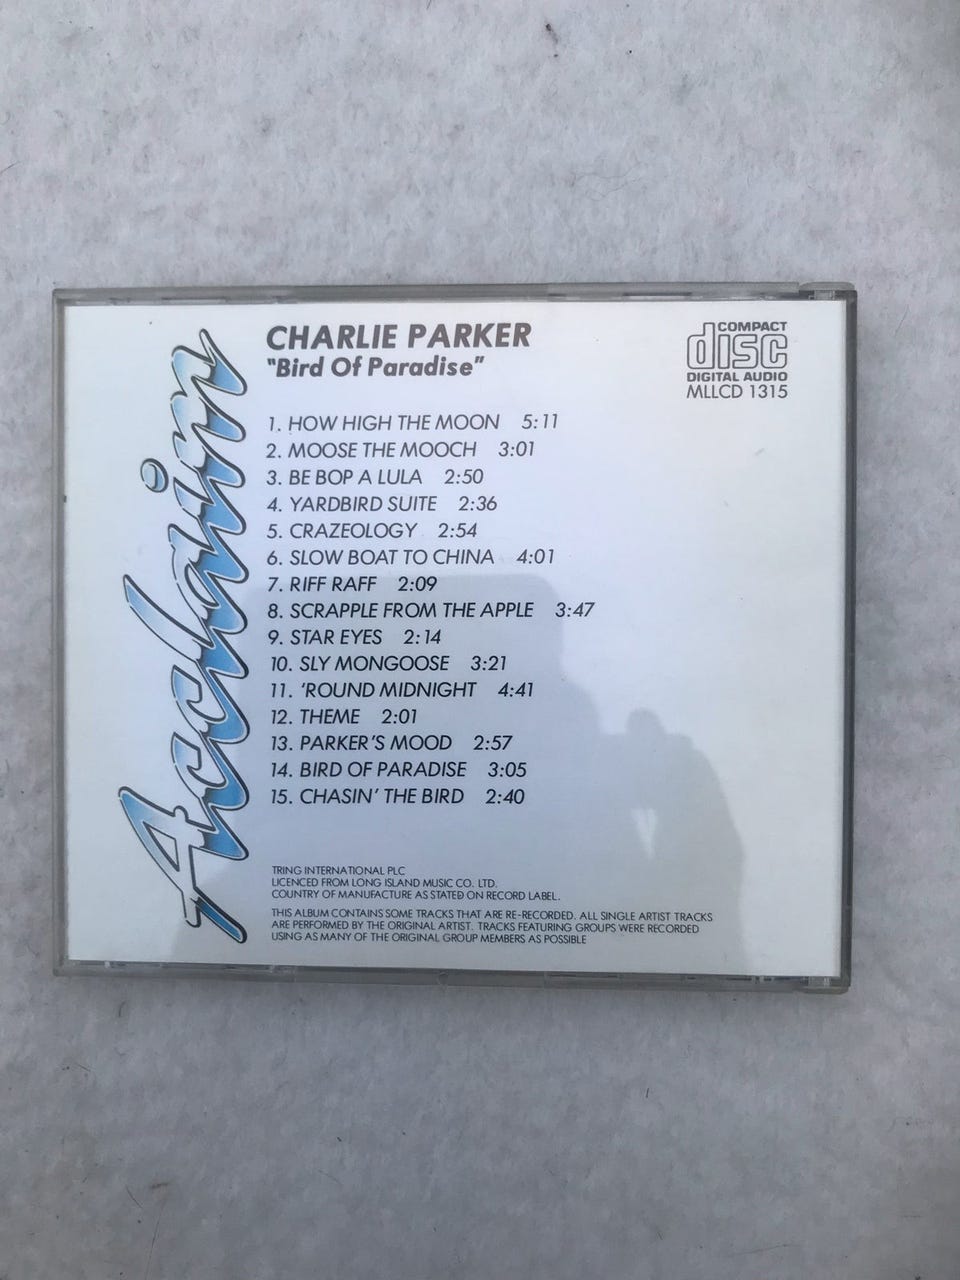 Acclaim
CHARLIE PARKER
"Bird Of Paradise"
COMPACT
disc
DIGITAL AUDIO
MLLCD 1315
1. HOW HIGH THE MOON 5:11
2. MOOSE THE MOOCH 3:01
3. BE BOP A LULA 2:50
4. YARDBIRD SUITE 2:36
5. CRAZEOLOGY 2:54
6. SLOW BOAT TO CHINA 4:01
7. RIFF RAFF 2:09
8. SCRAPPLE FROM THE APPLE 3:47
9. STAR EYES 2:14
10. SLY MONGOOSE 3:21
11. ‘ROUND MIDNIGHT 4:41
12. THEME 2:01
13. PARKER'S MOOD 2:57
14. BIRD OF PARADISE 3:05
15. CHASIN' THE BIRD 2:40
TRING INTERNATIONAL PLC
LICENCED FROM LONG ISLAND MUSIC CO. LTD.
COUNTRY OF MANUFACTURE AS STATED ON RECORD LABEL.
THIS ALBUM CONTAINS SOME TRACKS THAT ARE RE-RECORDED. ALL SINGLE ARTIST TRACKS
ARE PERFORMED BY THE ORIGINAL ARTIST. TRACKS FEATURING GROUPS WERE RECORDED
USING AS MANY OF THE ORIGINAL GROUP MEMBERS AS POSSIBLE